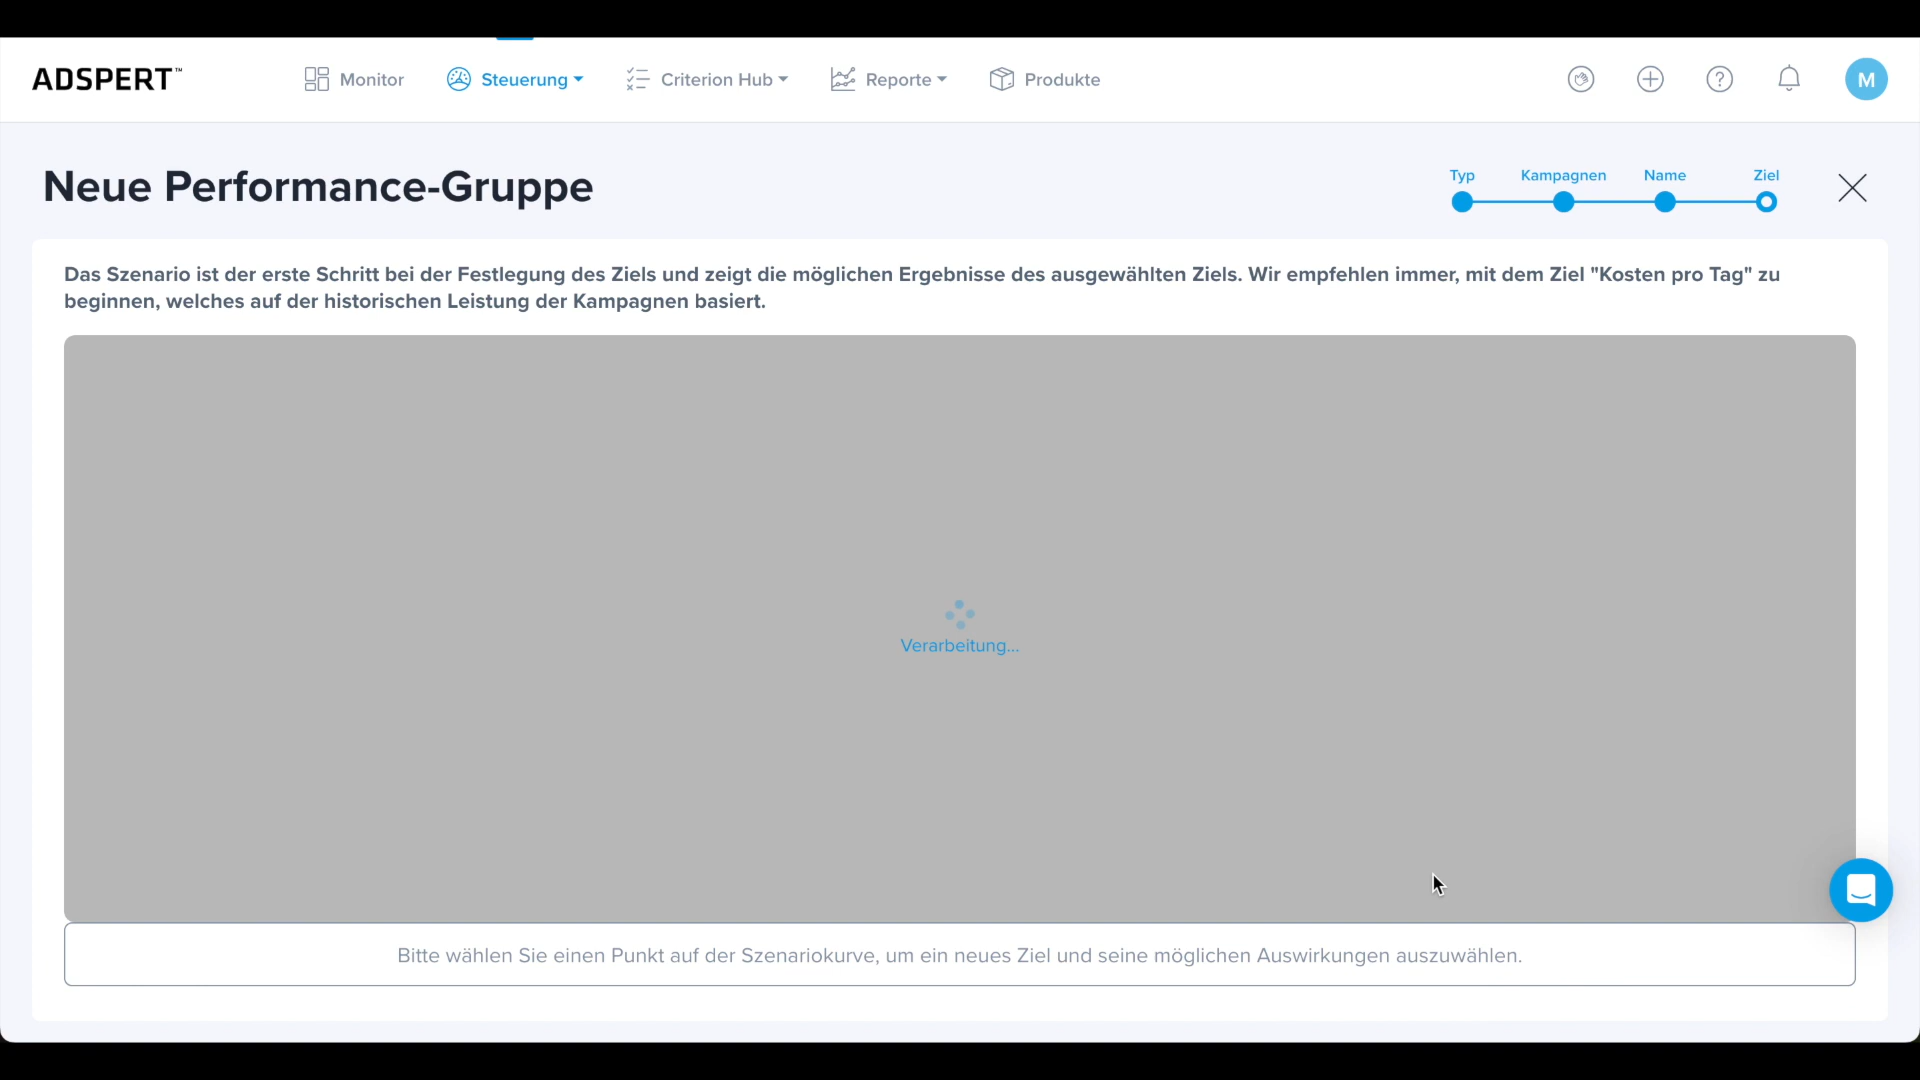 ADSPERT™
Monitor
Steuerung
Criterion Hub
Reporte
Produkte
M
Neue Performance-Gruppe
Typ
Kampagnen
Name
Ziel
Das Szenario ist der erste Schritt bei der Festlegung des Ziels und zeigt die möglichen Ergebnisse des ausgewählten Ziels. Wir empfehlen immer, mit dem Ziel "Kosten pro Tag" zu
beginnen, welches auf der historischen Leistung der Kampagnen basiert.
Verarbeitung...
Bitte wählen Sie einen Punkt auf der Szenariokurve, um ein neues Ziel und seine möglichen Auswirkungen auszuwählen.